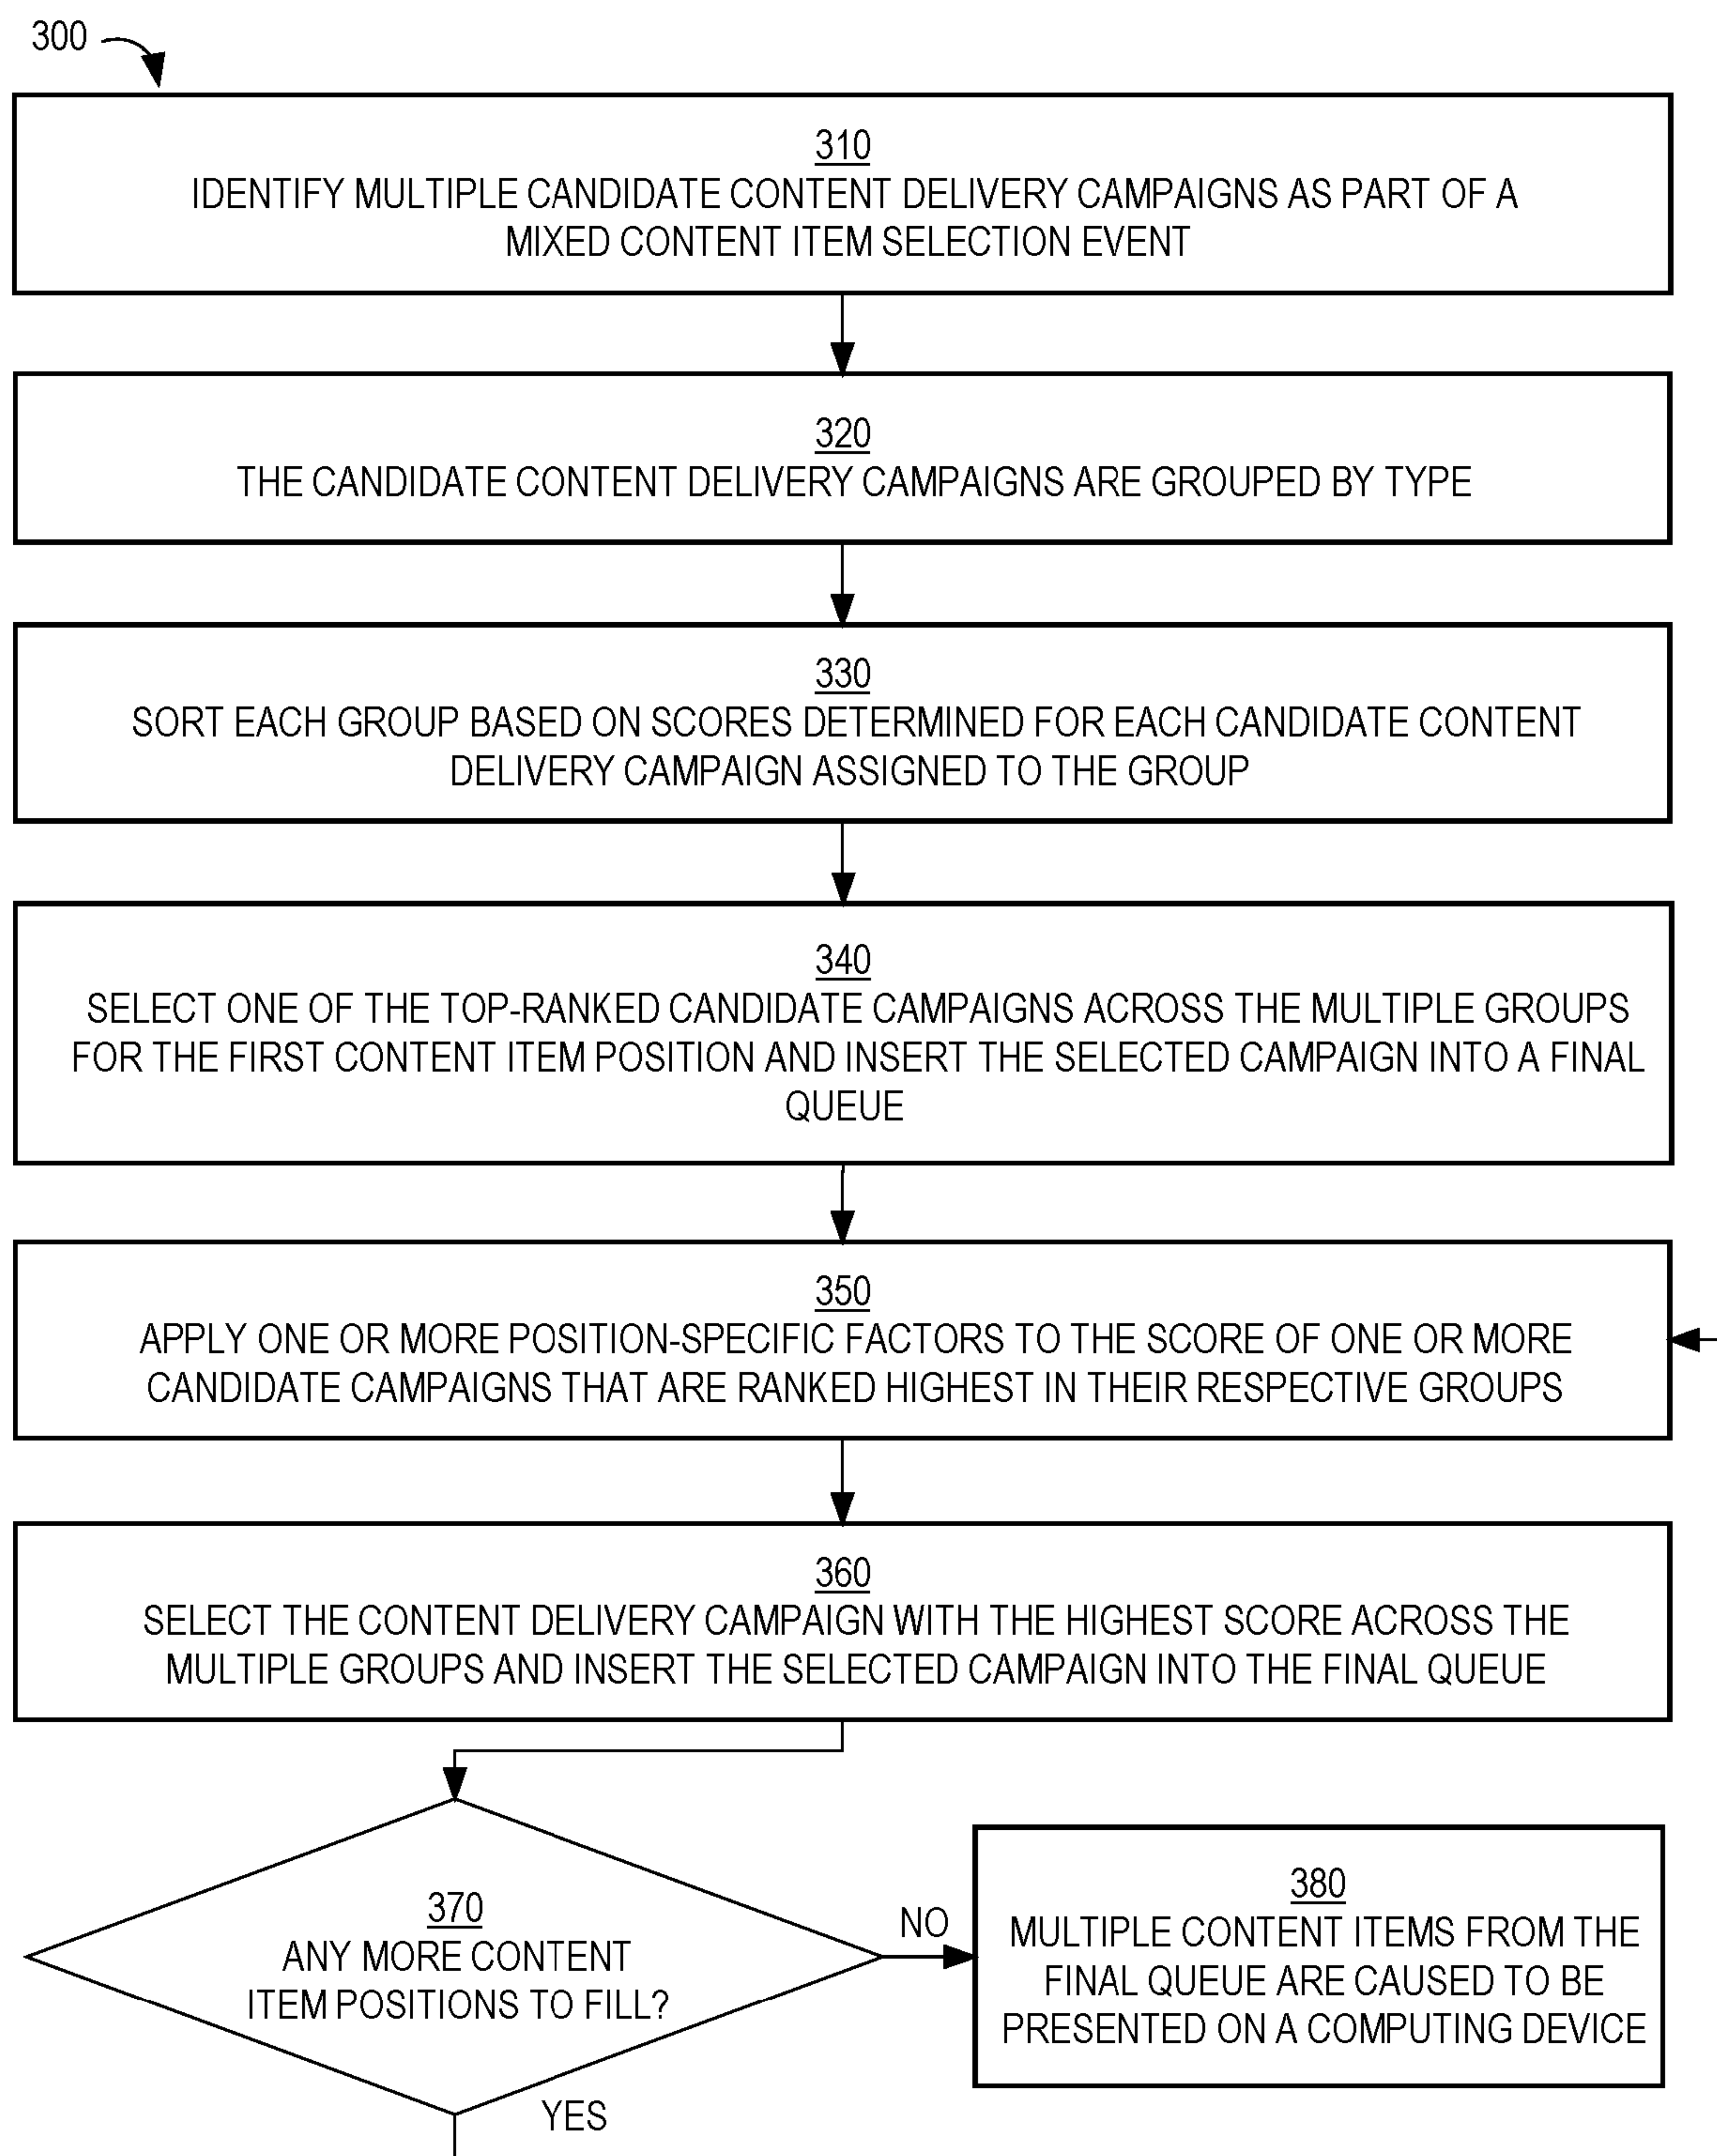 300
310
IDENTIFY MULTIPLE CANDIDATE CONTENT DELIVERY CAMPAIGNS AS PART OF A
MIXED CONTENT ITEM SELECTION EVENT
320
THE CANDIDATE CONTENT DELIVERY CAMPAIGNS ARE GROUPED BY TYPE
330
SORT EACH GROUP BASED ON SCORES DETERMINED FOR EACH CANDIDATE CONTENT
DELIVERY CAMPAIGN ASSIGNED TO THE GROUP
340
SELECT ONE OF THE TOP-RANKED CANDIDATE CAMPAIGNS ACROSS THE MULTIPLE GROUPS
FOR THE FIRST CONTENT ITEM POSITION AND INSERT THE SELECTED CAMPAIGN INTO A FINAL
QUEUE
350
APPLY ONE OR MORE POSITION-SPECIFIC FACTORS TO THE SCORE OF ONE OR MORE
CANDIDATE CAMPAIGNS THAT ARE RANKED HIGHEST IN THEIR RESPECTIVE GROUPS
360
SELECT THE CONTENT DELIVERY CAMPAIGN WITH THE HIGHEST SCORE ACROSS THE
MULTIPLE GROUPS AND INSERT THE SELECTED CAMPAIGN INTO THE FINAL QUEUE
370
ANY MORE CONTENT
ITEM POSITIONS TO FILL?
NO
380
MULTIPLE CONTENT ITEMS FROM THE
FINAL QUEUE ARE CAUSED TO BE
PRESENTED ON A COMPUTING DEVICE
YES